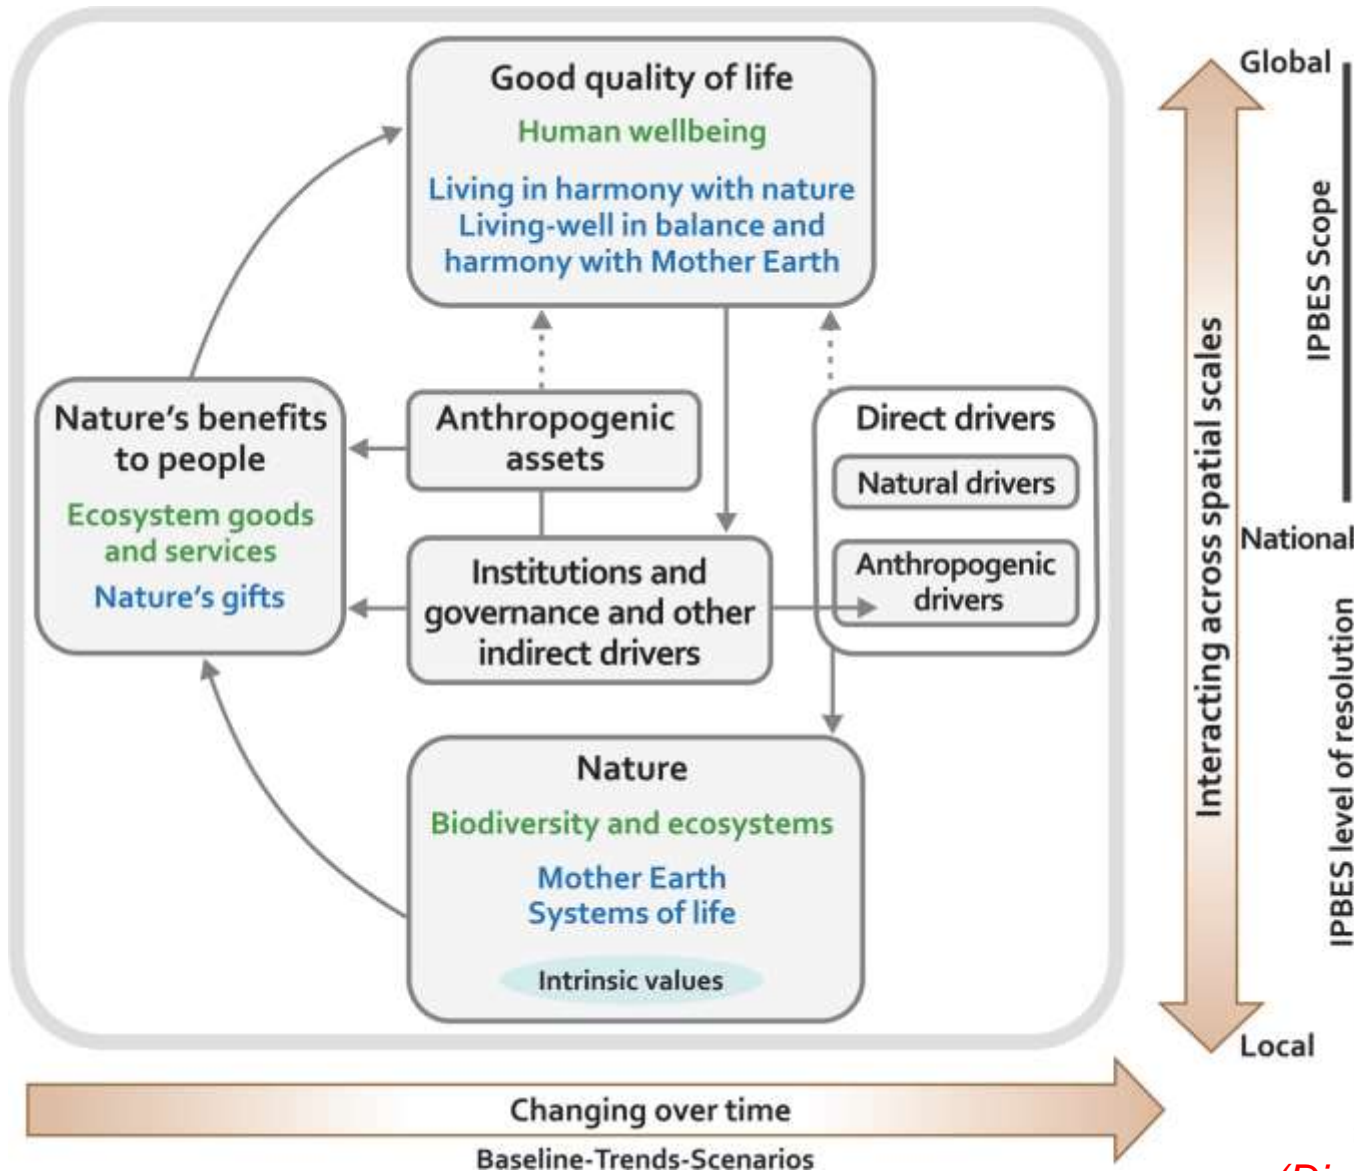 Good quality of life
Human wellbeing
Living in harmony with nature
Living-well in balance and
harmony with Mother Earth
Nature's benefits
to people
Ecosystem goods
and services
Nature's gifts
Anthropogenic
assets
Institutions and
governance and other
indirect drivers
Direct drivers
Natural drivers
Anthropogenic
drivers
Nature
Biodiversity and ecosystems
Mother Earth
Systems of life
Intrinsic values
Changing over time
Baseline-Trends-Scenarios
Interacting across spatial scales
Global
National
Local
IPBES Scope
IPBES level of resolution